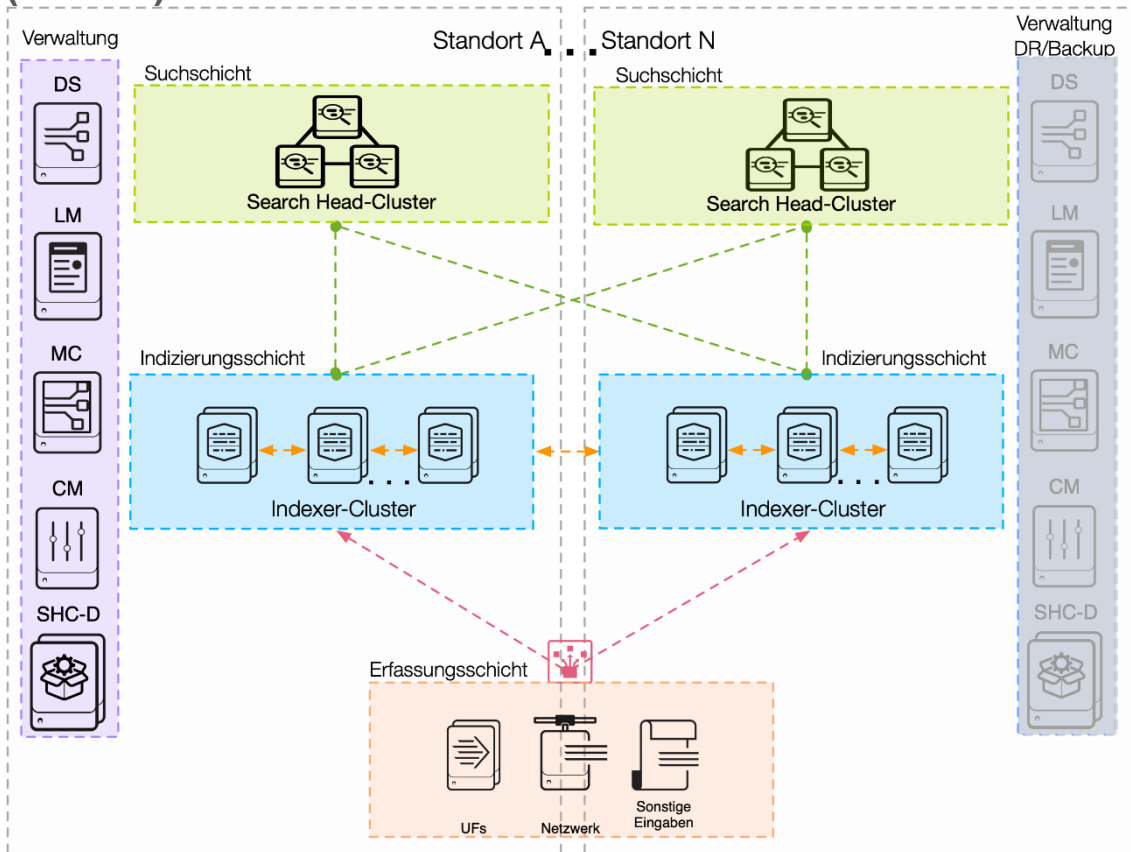 Verwaltung
Standort A
Standort N
Verwaltung
DR/Backup
Suchschicht
Suchschicht
DS
DS
Search Head-Cluster
Search Head-Cluster
LM
LM
MC
MC
Indizierungsschicht
Indizierungsschicht
CM
CM
Indexer-Cluster
Indexer-Cluster
SHC-D
SHC-D
Erfassungsschicht
UFs
Netzwerk
Sonstige
Eingaben